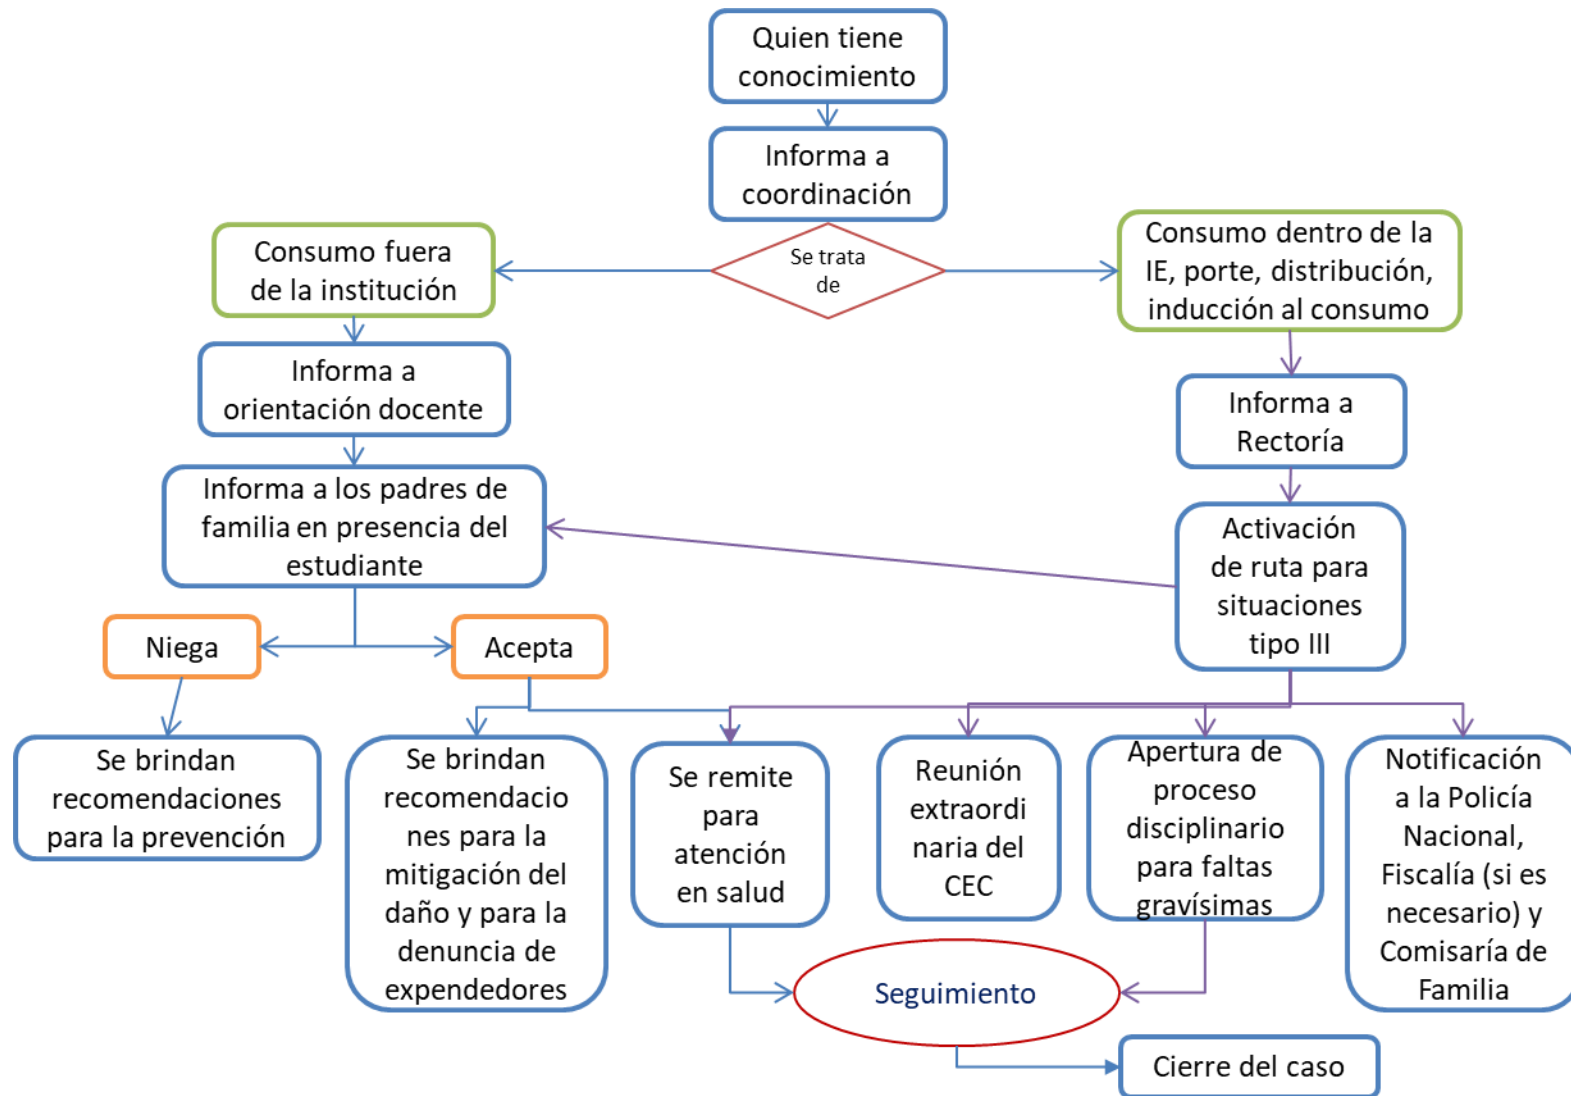 Quien tiene
conocimiento
Informa a
coordinación
Se trata
de
Consumo fuera
de la institución
Consumo dentro de la
IE, porte, distribución,
inducción al consumo
Informa a
orientación docente
Informa a
Rectoría
Informa a los padres de
familia en presencia del
estudiante
Activación
de ruta para
situaciones
tipo III
Niega
Acepta
Se brindan
recomendaciones
para la prevención
Se brindan
recomendacio
nes para la
mitigación del
daño y para la
denuncia de
expendedores
Se remite
para
atención
en salud
Reunión
extraordi
naria del
CEC
Apertura de
proceso
disciplinario
para faltas
gravísimas
Notificación
a la Policía
Nacional,
Fiscalía (si es
necesario) y
Comisaría de
Familia
Seguimiento
Cierre del caso